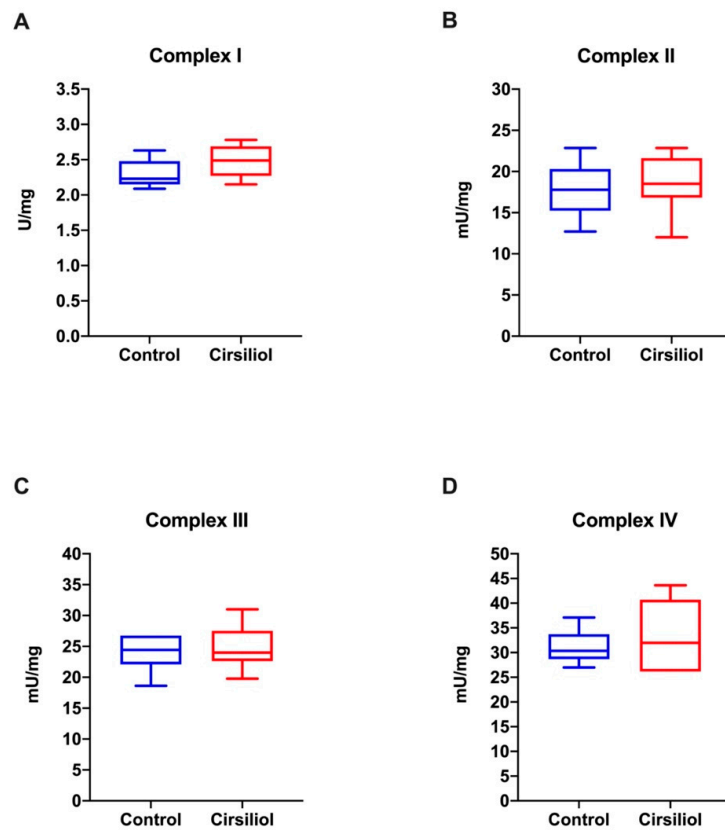 A
Complex I
3.5
3.0
2.5
2.0
1.5
1.0
0.5
0.0
U/mg
Control Cirsiliol
B
Complex II
30
25
20
15
10
5
0
mU/mg
Control Cirsiliol
C
Complex III
40
35
30
25
20
15
10
5
0
mU/mg
Control Cirsiliol
D
Complex IV
50
45
40
35
30
25
20
15
10
5
0
mU/mg
Control Cirsiliol